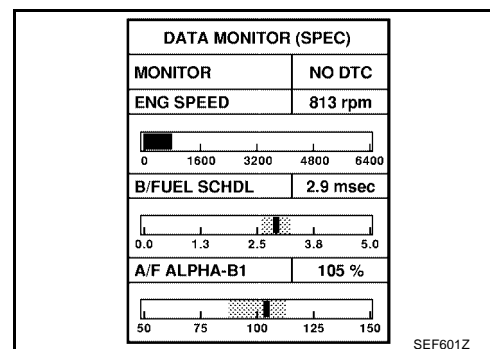 DATA MONITOR (SPEC)
MONITOR NO DTC
ENG SPEED 813 rpm
0 1600 3200 4800 6400
B/FUEL SCHDL 2.9 msec
0.0 1.3 2.5 3.8 5.0
A/F ALPHA-B1 105 %
50 75 100 125 150
SEF601Z